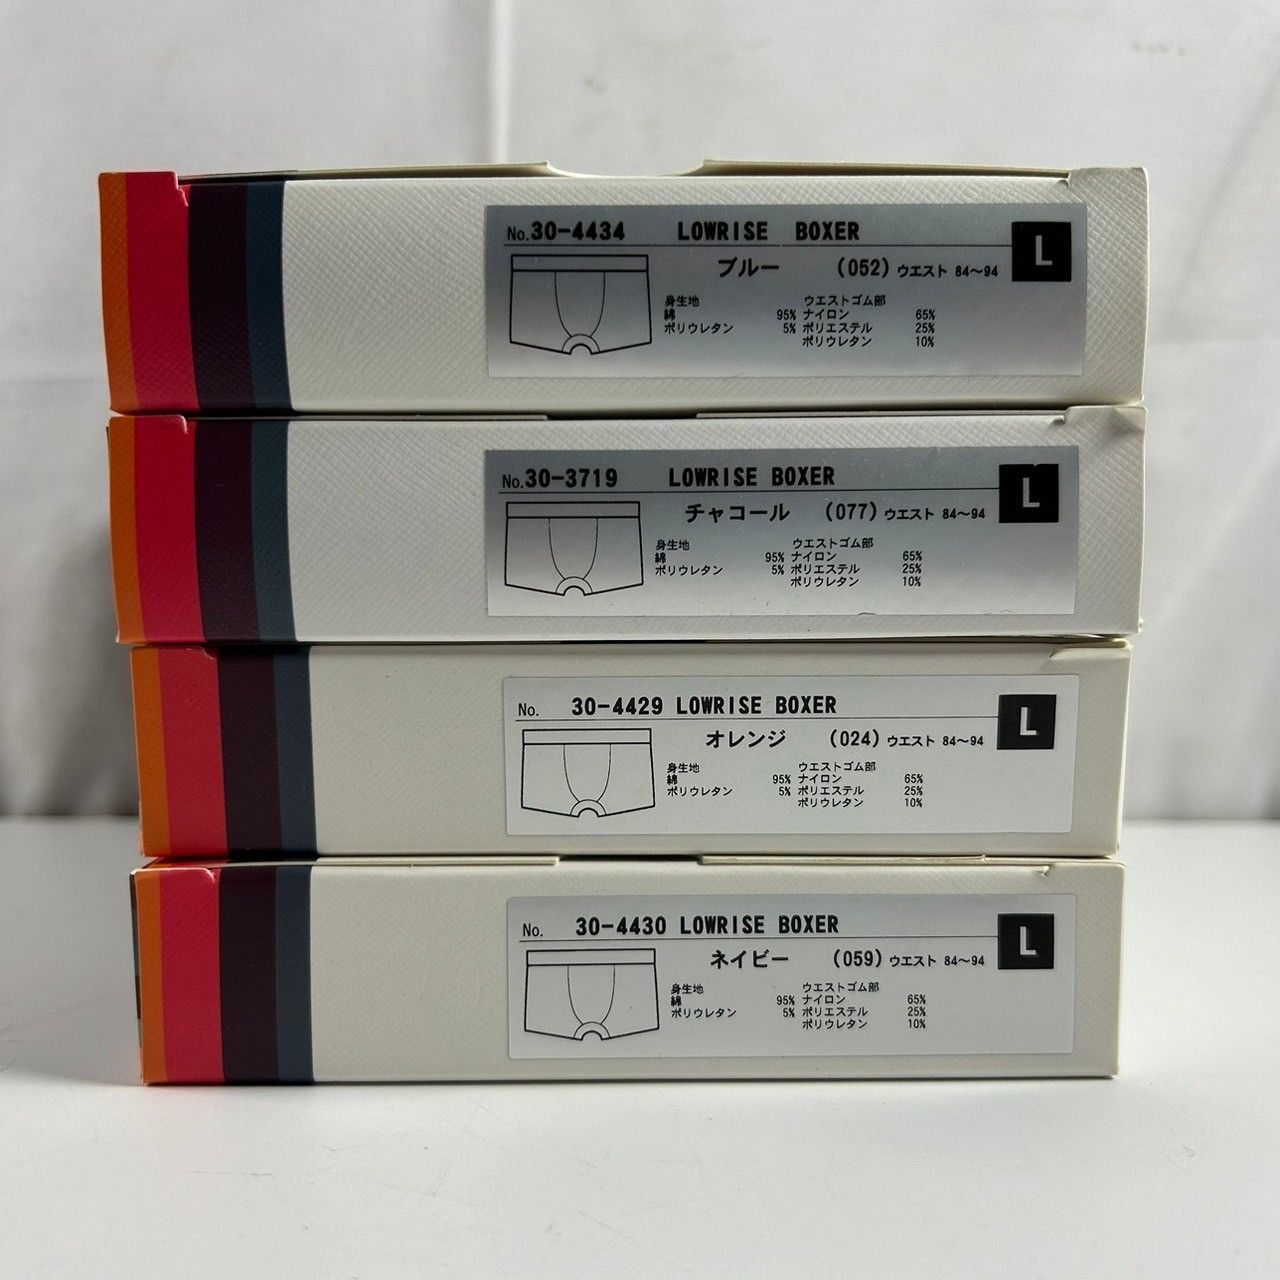 No.30-4434 LOWRISE BOXER L
ブルー (052) ウエスト 84～94
身生地 ウエストゴム部
綿 95% ナイロン 65%
ポリウレタン 5% ポリエステル 25%
ポリウレタン 10%
No.30-3719 LOWRISE BOXER L
チャコール (077) ウエスト 84～94
身生地 ウエストゴム部
綿 95% ナイロン 65%
ポリウレタン 5% ポリエステル 25%
ポリウレタン 10%
No. 30-4429 LOWRISE BOXER L
オレンジ (024) ウエスト 84～94
身生地 ウエストゴム部
綿 95% ナイロン 65%
ポリウレタン 5% ポリエステル 25%
ポリウレタン 10%
No. 30-4430 LOWRISE BOXER L
ネイビー (059) ウエスト 84～94
身生地 ウエストゴム部
綿 95% ナイロン 65%
ポリウレタン 5% ポリエステル 25%
ポリウレタン 10%